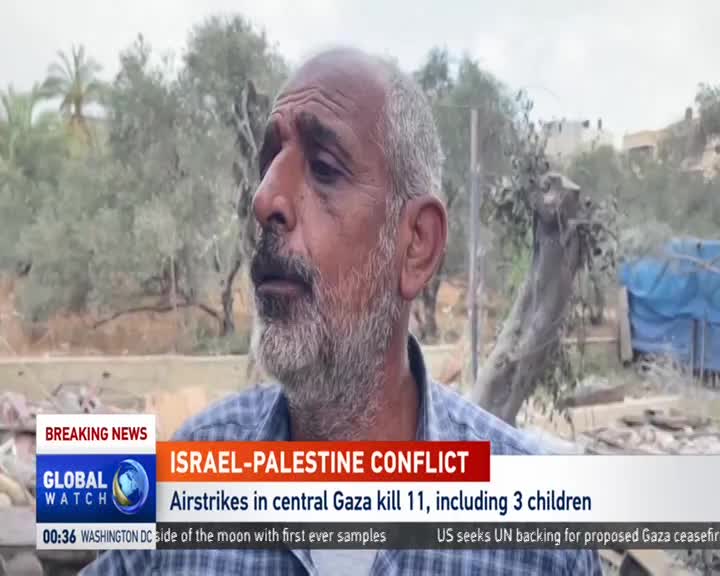 BREAKING NEWS
ISRAEL-PALESTINE CONFLICT
GLOBAL
WATCH
Airstrikes in central Gaza kill 11, including 3 children
00:36 WASHINGTON DC
side of the moon with first ever samples US seeks UN backing for proposed Gaza ceasefir